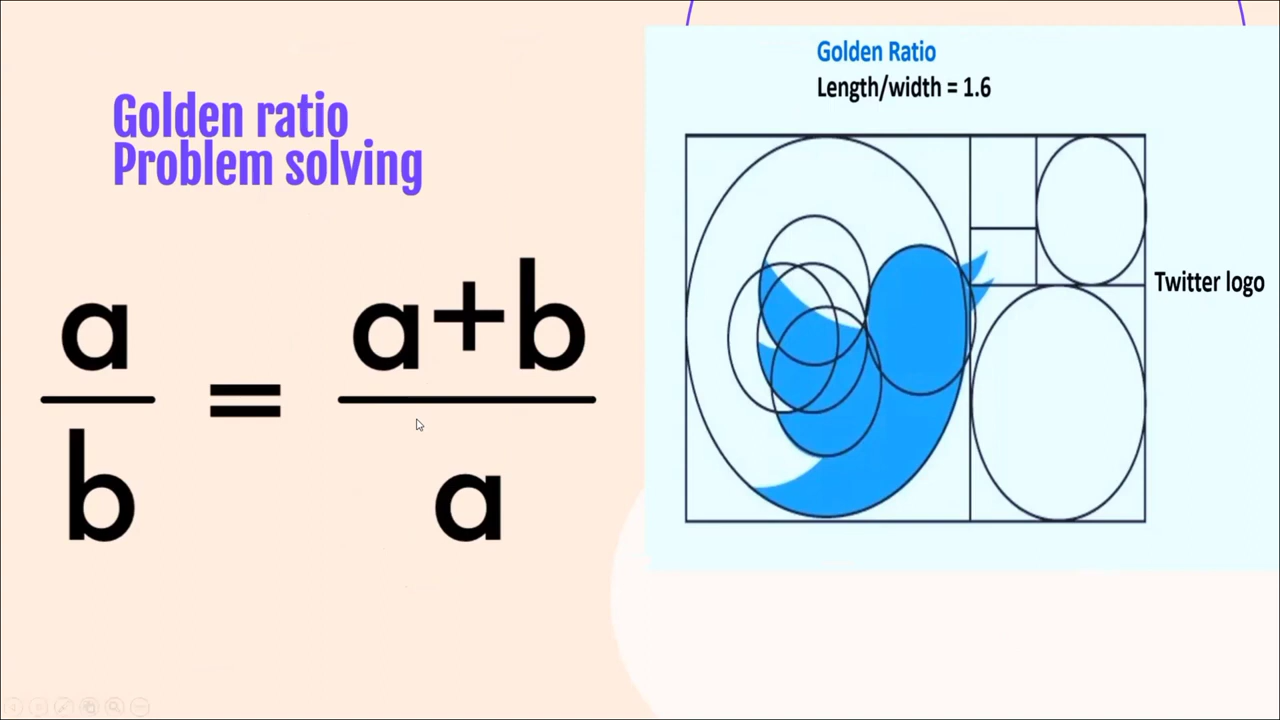 Golden ratio
Problem solving
a/b = a+b/a
Golden Ratio
Length/width = 1.6
Twitter logo